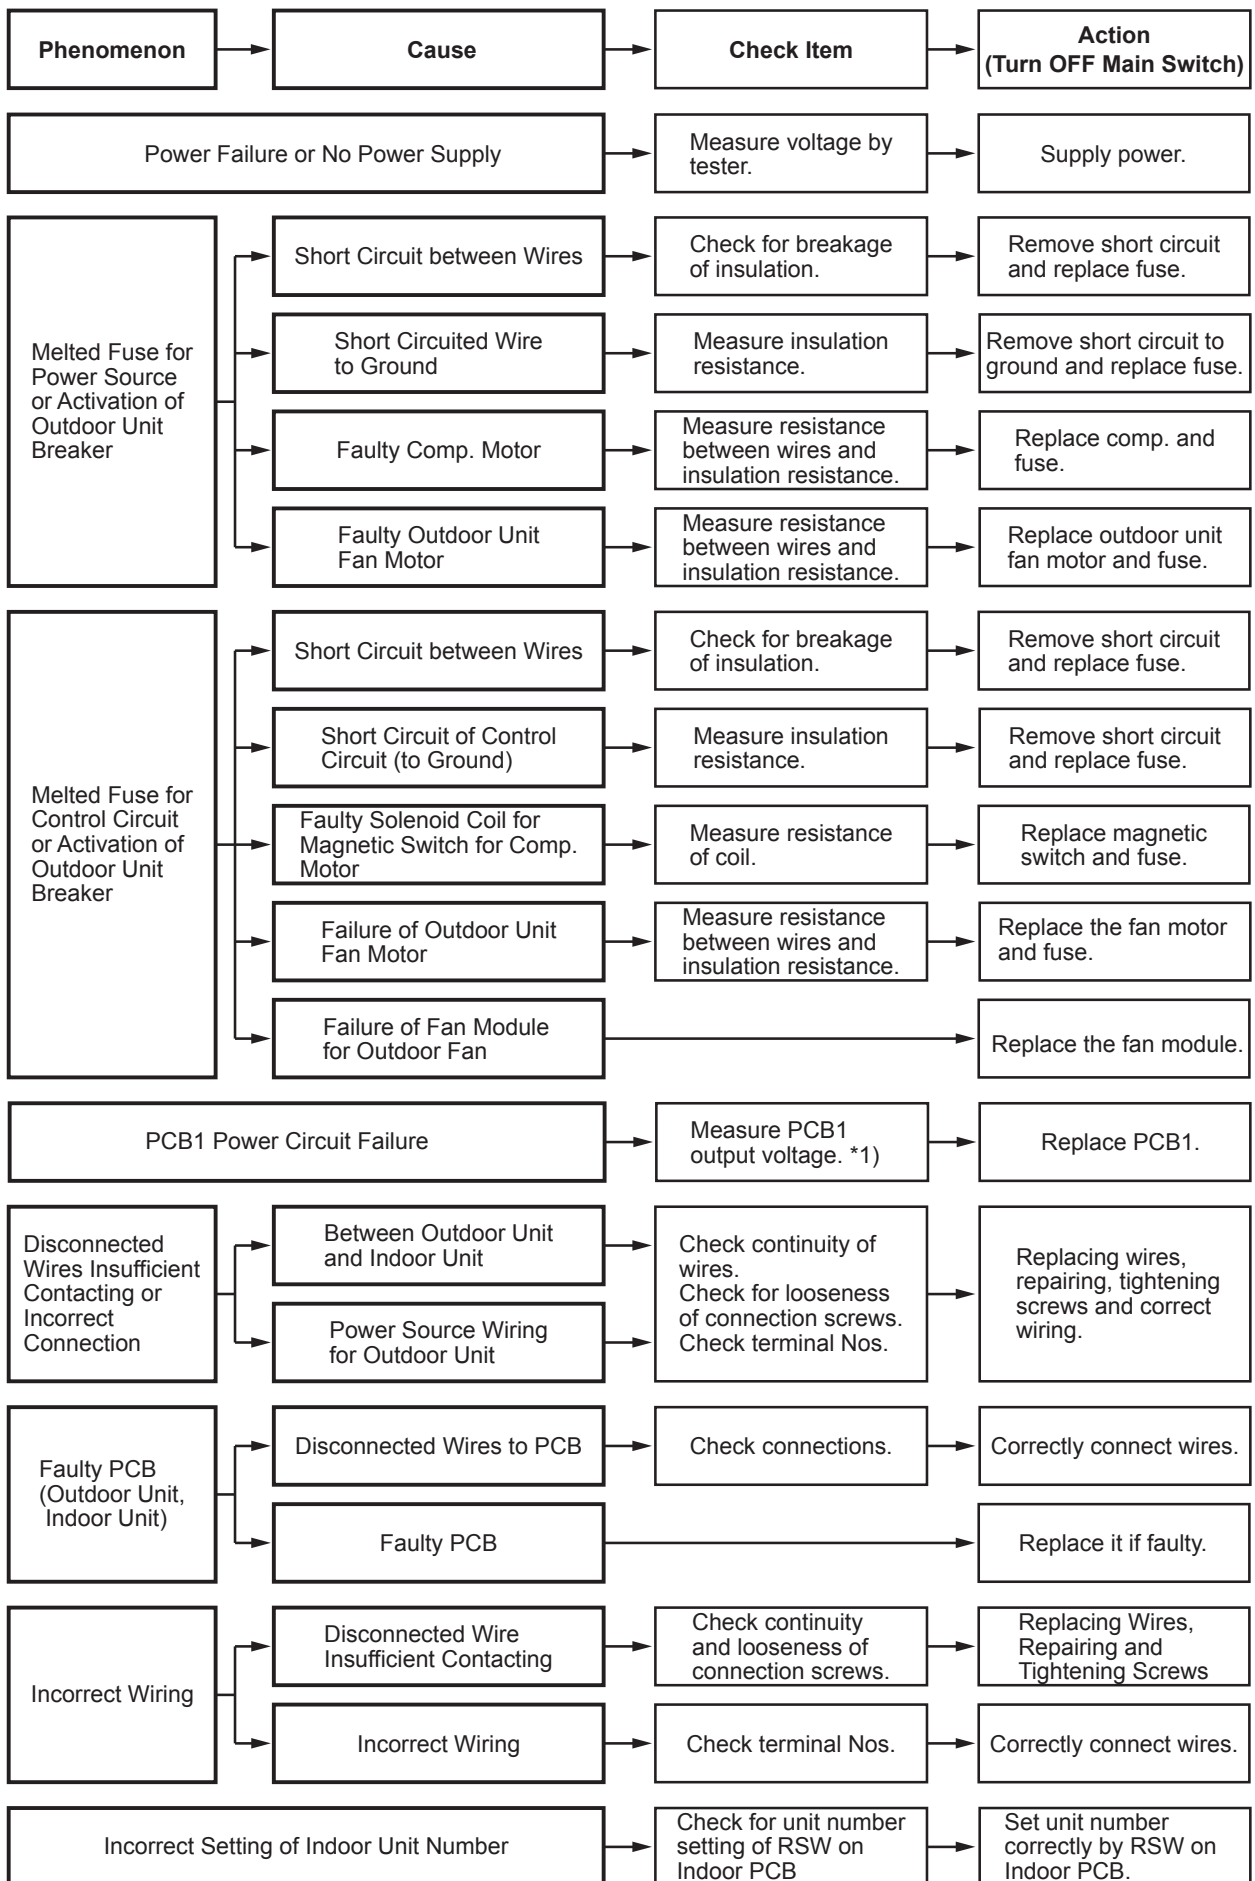 Phenomenon
Cause
Check Item
Action
(Turn OFF Main Switch)
Power Failure or No Power Supply
Measure voltage by
tester.
Supply power.
Melted Fuse for
Power Source
or Activation of
Outdoor Unit
Breaker
Short Circuit between Wires
Check for breakage
of insulation.
Remove short circuit
and replace fuse.
Short Circuited Wire
to Ground
Measure insulation
resistance.
Remove short circuit to
ground and replace fuse.
Faulty Comp. Motor
Measure resistance
between wires and
insulation resistance.
Replace comp. and
fuse.
Faulty Outdoor Unit
Fan Motor
Measure resistance
between wires and
insulation resistance.
Replace outdoor unit
fan motor and fuse.
Melted Fuse for
Control Circuit
or Activation of
Outdoor Unit
Breaker
Short Circuit between Wires
Check for breakage
of insulation.
Remove short circuit
and replace fuse.
Short Circuit of Control
Circuit (to Ground)
Measure insulation
resistance.
Remove short circuit
and replace fuse.
Faulty Solenoid Coil for
Magnetic Switch for Comp.
Motor
Measure resistance
of coil.
Replace magnetic
switch and fuse.
Failure of Outdoor Unit
Fan Motor
Measure resistance
between wires and
insulation resistance.
Replace the fan motor
and fuse.
Failure of Fan Module
for Outdoor Fan
Replace the fan module.
PCB1 Power Circuit Failure
Measure PCB1
output voltage. *1)
Replace PCB1.
Disconnected
Wires Insufficient
Contacting or
Incorrect
Connection
Between Outdoor Unit
and Indoor Unit
Power Source Wiring
for Outdoor Unit
Check continuity of
wires.
Check for looseness
of connection screws.
Check terminal Nos.
Replacing wires,
repairing, tightening
screws and correct
wiring.
Faulty PCB
(Outdoor Unit,
Indoor Unit)
Disconnected Wires to PCB
Check connections.
Correctly connect wires.
Faulty PCB
Replace it if faulty.
Incorrect Wiring
Disconnected Wire
Insufficient Contacting
Check continuity
and looseness of
connection screws.
Replacing Wires,
Repairing and
Tightening Screws
Incorrect Wiring
Check terminal Nos.
Correctly connect wires.
Incorrect Setting of Indoor Unit Number
Check for unit number
setting of RSW on
Indoor PCB
Set unit number
correctly by RSW on
Indoor PCB.